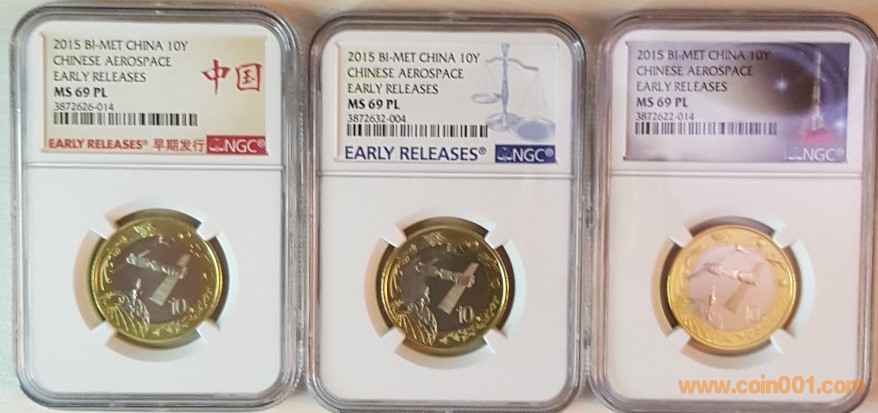 2015 BI-MET CHINA 10Y
CHINESE AEROSPACE
EARLY RELEASES
MS 69 PL
3872626-014
中国
EARLY RELEASES® 早期发行 NGC®
10
2015 BI-MET CHINA 10Y
CHINESE AEROSPACE
EARLY RELEASES
MS 69 PL
3872632-004
EARLY RELEASES® NGC®
10
2015 BI-MET CHINA 10Y
CHINESE AEROSPACE
EARLY RELEASES
MS 69 PL
3872622-014
NGC®
10
www.coin001.com